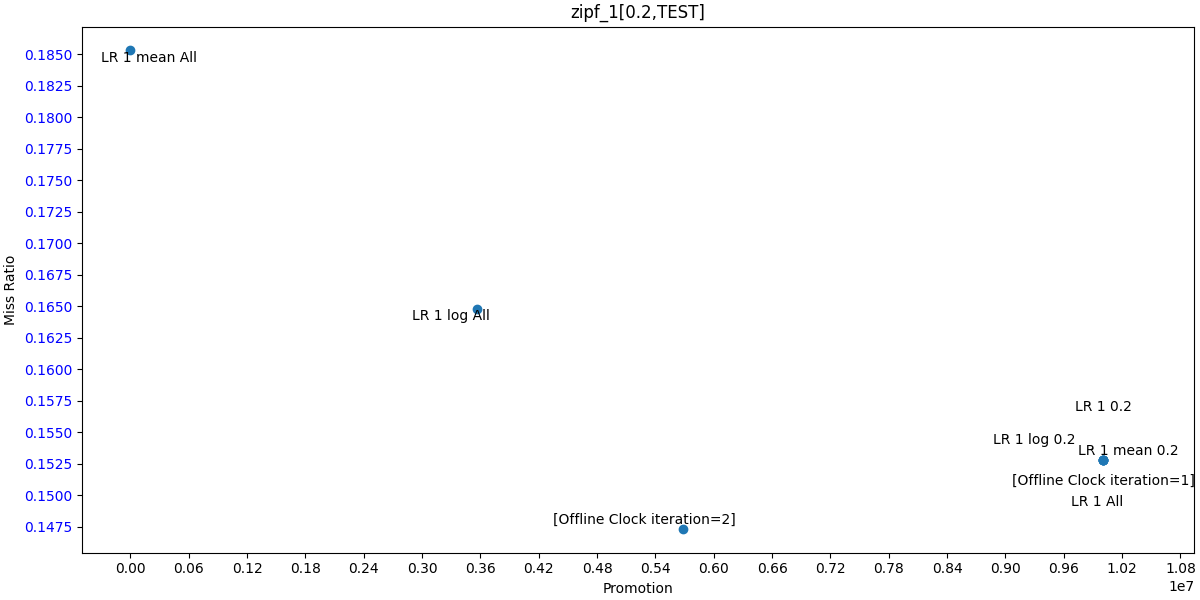 zipf_1[0.2,TEST]
0.1850
0.1825
0.1800
0.1775
0.1750
0.1725
0.1700
0.1675
0.1650
0.1625
0.1600
0.1575
0.1550
0.1525
0.1500
0.1475
Miss Ratio
LR 1 mean All
LR 1 log All
LR 1 0.2
LR 1 log 0.2
LR 1 mean 0.2
[Offline Clock iteration=1]
LR 1 All
[Offline Clock iteration=2]
0.00 0.06 0.12 0.18 0.24 0.30 0.36 0.42 0.48 0.54 0.60 0.66 0.72 0.78 0.84 0.90 0.96 1.02 1.08
1e7
Promotion